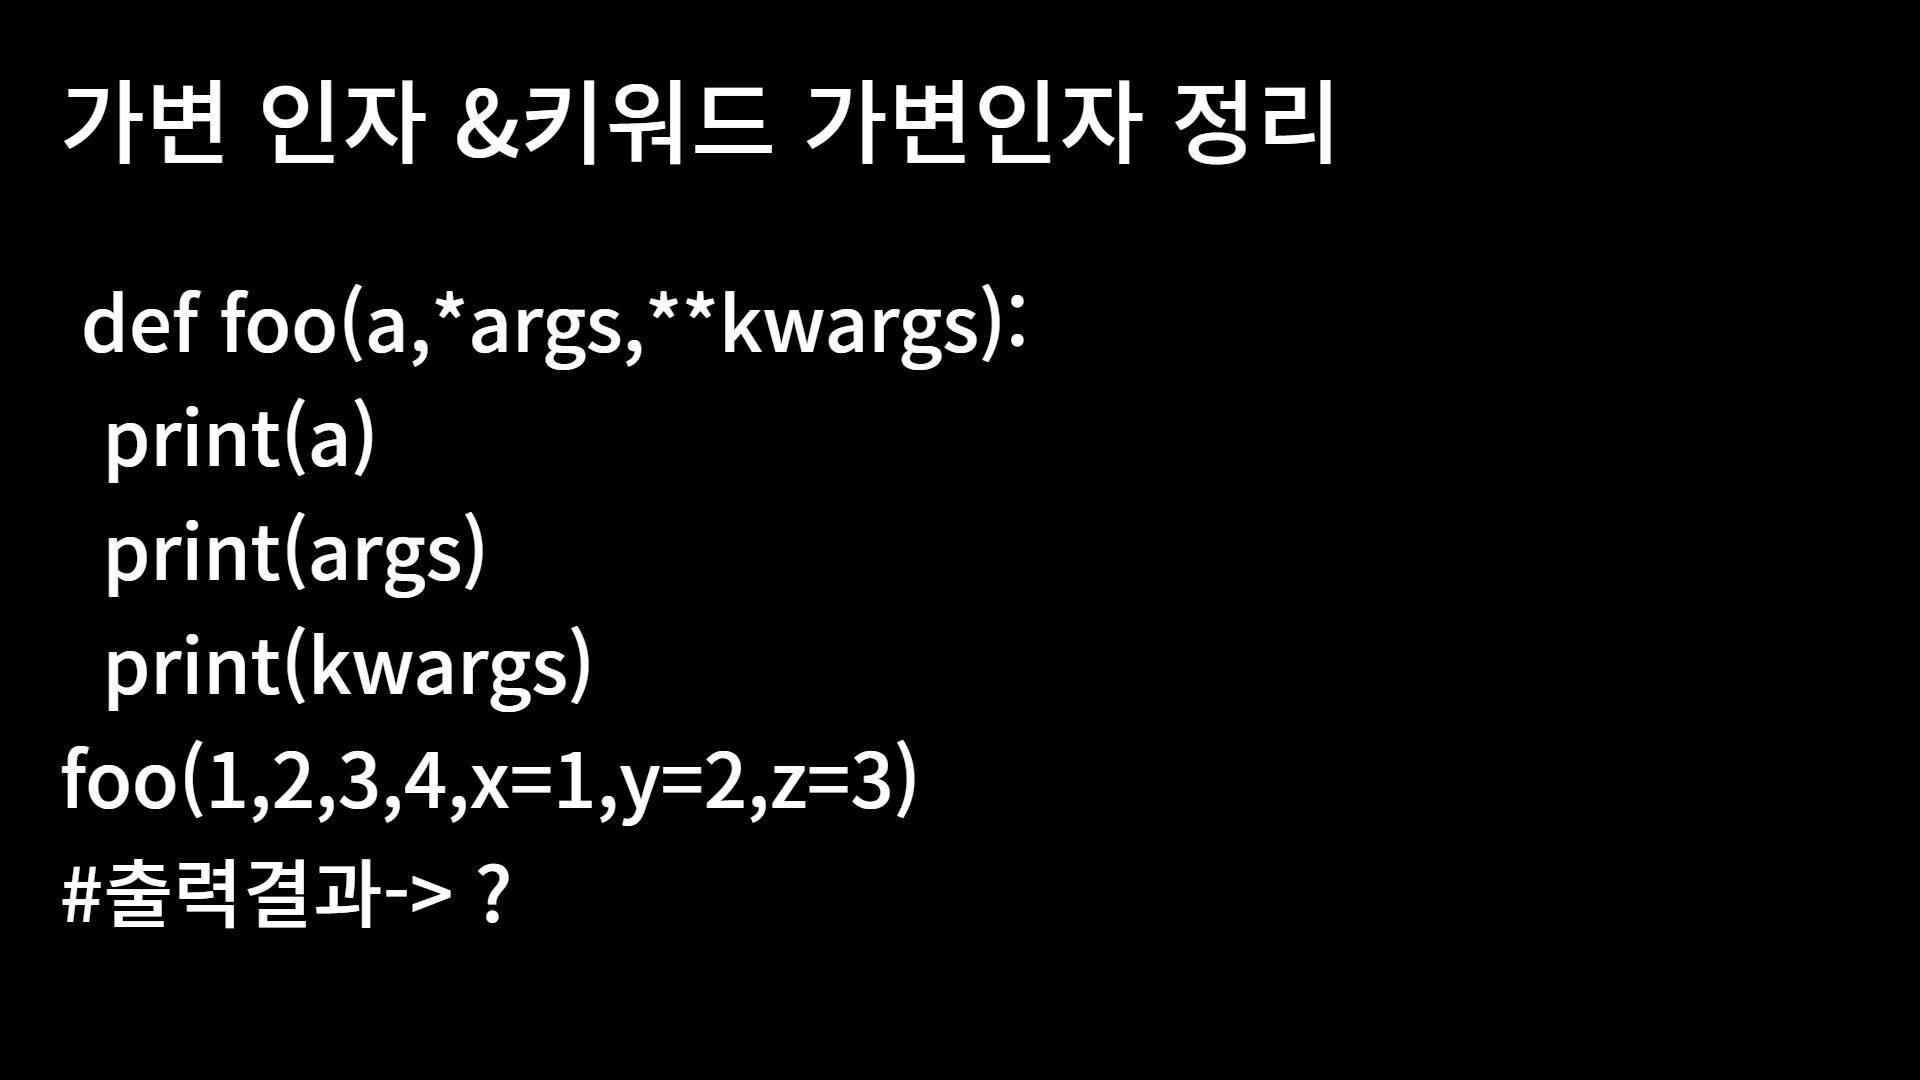 가변 인자 &키워드 가변인자 정리
def foo(a,*args,**kwargs):
print(a)
print(args)
print(kwargs)
foo(1,2,3,4,x=1,y=2,z=3)
#출력결과-> ?